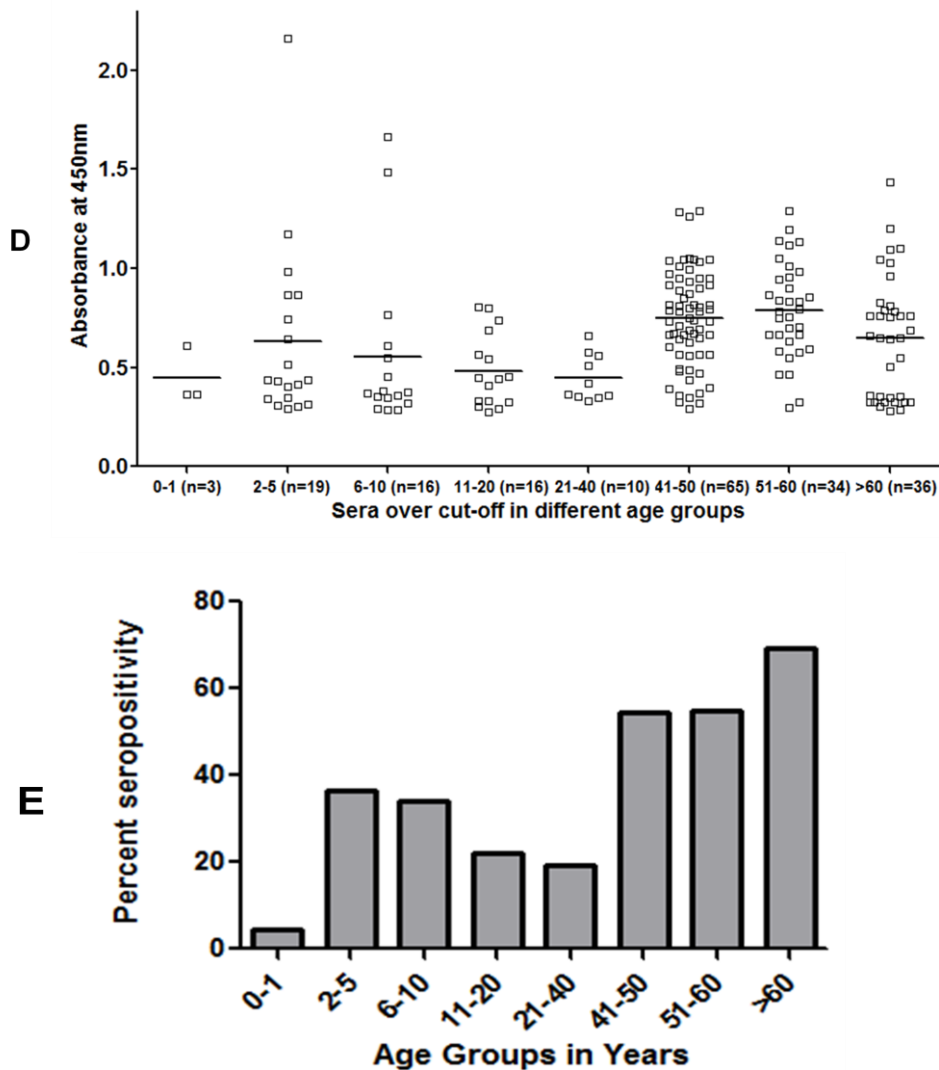 D
Absorbance at 450nm
2.0
1.5
1.0
0.5
0.0
0-1 (n=3) 2-5 (n=19) 6-10 (n=16) 11-20 (n=16) 21-40 (n=10) 41-50 (n=65) 51-60 (n=34) >60 (n=36)
Sera over cut-off in different age groups
E
Percent seropositivity
80
60
40
20
0
0-1 2-5 6-10 11-20 21-40 41-50 51-60 >60
Age Groups in Years